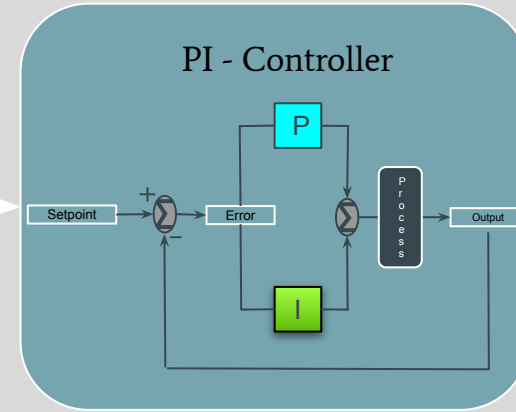 PI - Controller
P
+
Setpoint
Σ
−
Error
Σ
Process
Output
I